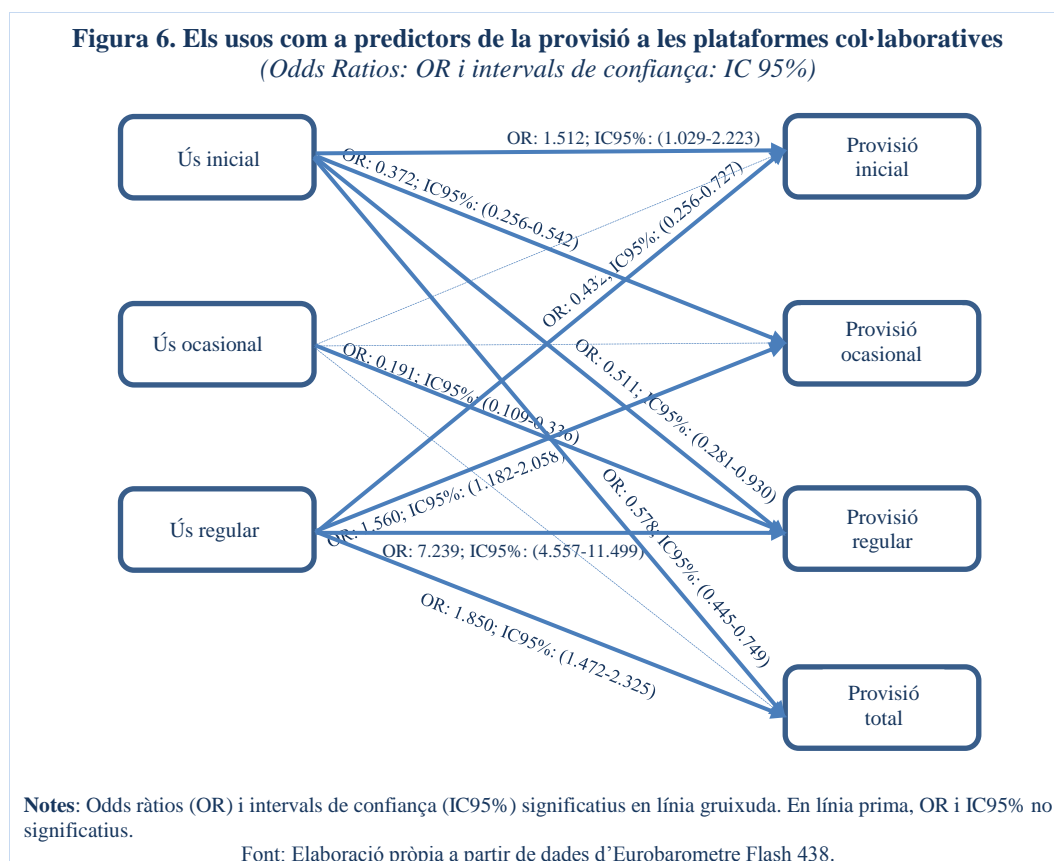 Figura 6. Els usos com a predictors de la provisió a les plataformes col·laboratives
(Odds Ratios: OR i intervals de confiança: IC 95%)
Ús inicial
OR: 1.512; IC95%: (1.029-2.223)
Provisió
inicial
OR: 0.372; IC95%: (0.256-0.542)
OR: 0.432; IC95%: (0.256-0.727)
Ús ocasional
Provisió
ocasional
OR: 0.191; IC95%: (0.109-0.336)
OR: 0.511; IC95%: (0.281-0.930)
OR: 1.560; IC95%: (1.182-2.058)
Ús regular
Provisió
regular
OR: 7.239; IC95%: (4.557-11.499)
OR: 0.578; IC95%: (0.445-0.749)
OR: 1.850; IC95%: (1.472-2.325)
Provisió
total
Notes: Odds ràtios (OR) i intervals de confiança (IC95%) significatius en línia gruixuda. En línia prima, OR i IC95% no
significatius.
Font: Elaboració pròpia a partir de dades d'Eurobarometre Flash 438.